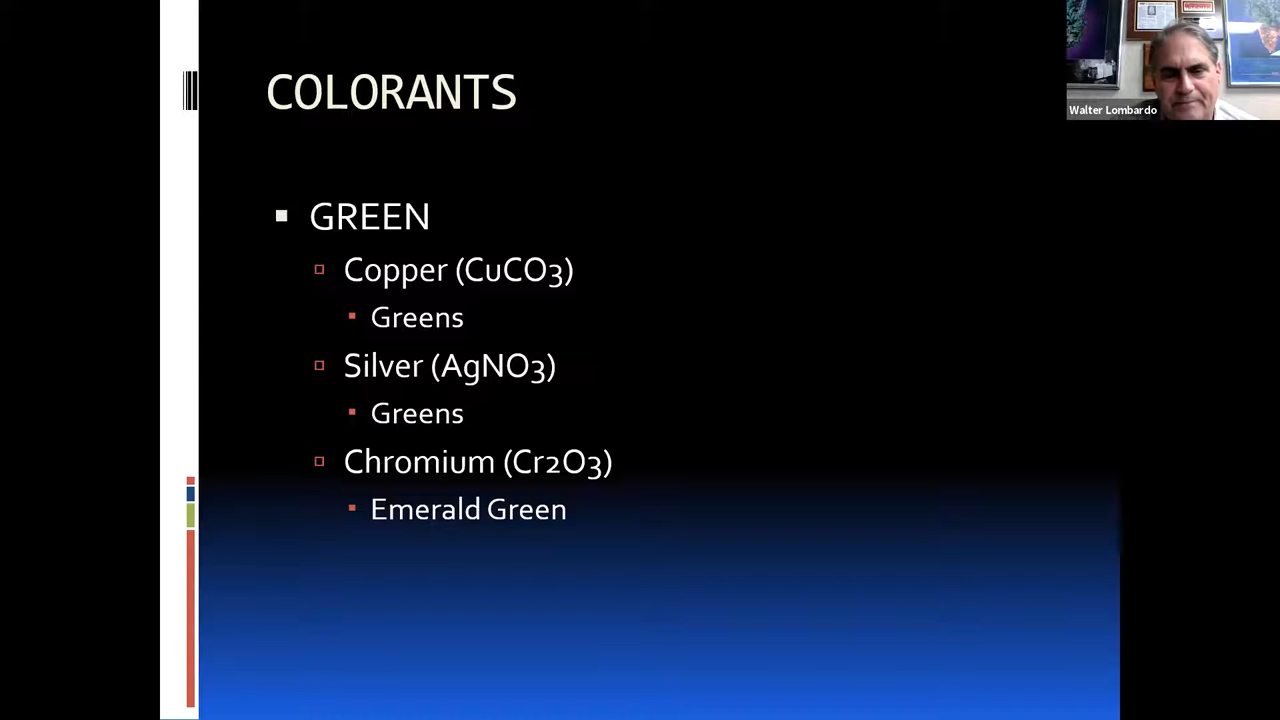 COLORANTS
Walter Lombardo
GREEN
Copper (CuCO3)
Greens
Silver (AgNO3)
Greens
Chromium (Cr2O3)
Emerald Green